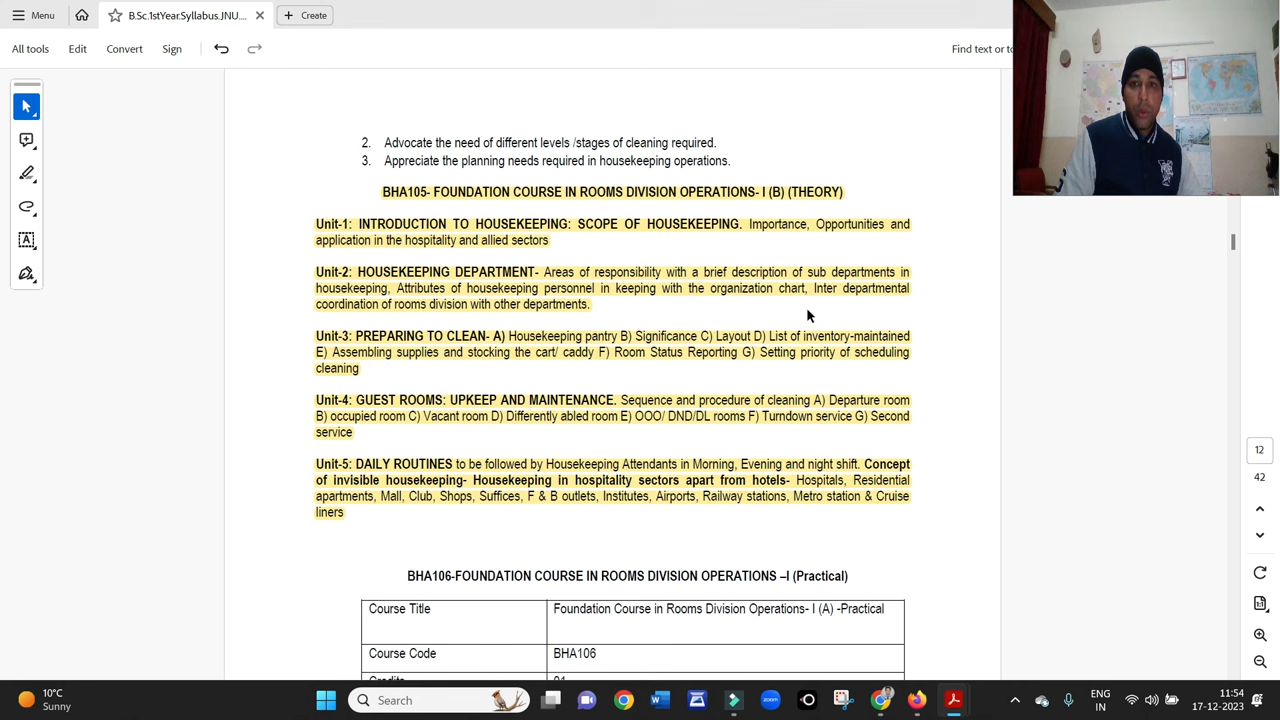 Menu
B.Sc.1stYear.Syllabus.JNU....
Create
All tools
Edit
Convert
Sign
Find text or to
2. Advocate the need of different levels /stages of cleaning required.
3. Appreciate the planning needs required in housekeeping operations.
BHA105- FOUNDATION COURSE IN ROOMS DIVISION OPERATIONS- I (B) (THEORY)
Unit-1: INTRODUCTION TO HOUSEKEEPING: SCOPE OF HOUSEKEEPING. Importance, Opportunities and
application in the hospitality and allied sectors
Unit-2: HOUSEKEEPING DEPARTMENT- Areas of responsibility with a brief description of sub departments in
housekeeping, Attributes of housekeeping personnel in keeping with the organization chart, Inter departmental
coordination of rooms division with other departments.
Unit-3: PREPARING TO CLEAN- A) Housekeeping pantry B) Significance C) Layout D) List of inventory-maintained
E) Assembling supplies and stocking the cart/ caddy F) Room Status Reporting G) Setting priority of scheduling
cleaning
Unit-4: GUEST ROOMS: UPKEEP AND MAINTENANCE. Sequence and procedure of cleaning A) Departure room
B) occupied room C) Vacant room D) Differently abled room E) OOO/ DND/DL rooms F) Turndown service G) Second
service
Unit-5: DAILY ROUTINES to be followed by Housekeeping Attendants in Morning, Evening and night shift. Concept
of invisible housekeeping- Housekeeping in hospitality sectors apart from hotels- Hospitals, Residential
apartments, Mall, Club, Shops, Suffices, F & B outlets, Institutes, Airports, Railway stations, Metro station & Cruise
liners
BHA106-FOUNDATION COURSE IN ROOMS DIVISION OPERATIONS –I (Practical)
Course Title
Foundation Course in Rooms Division Operations- I (A) -Practical
Course Code
BHA106
Credits
01
12
42
10°C
Sunny
Search
zoom
ENG
IN
11:54
17-12-2023